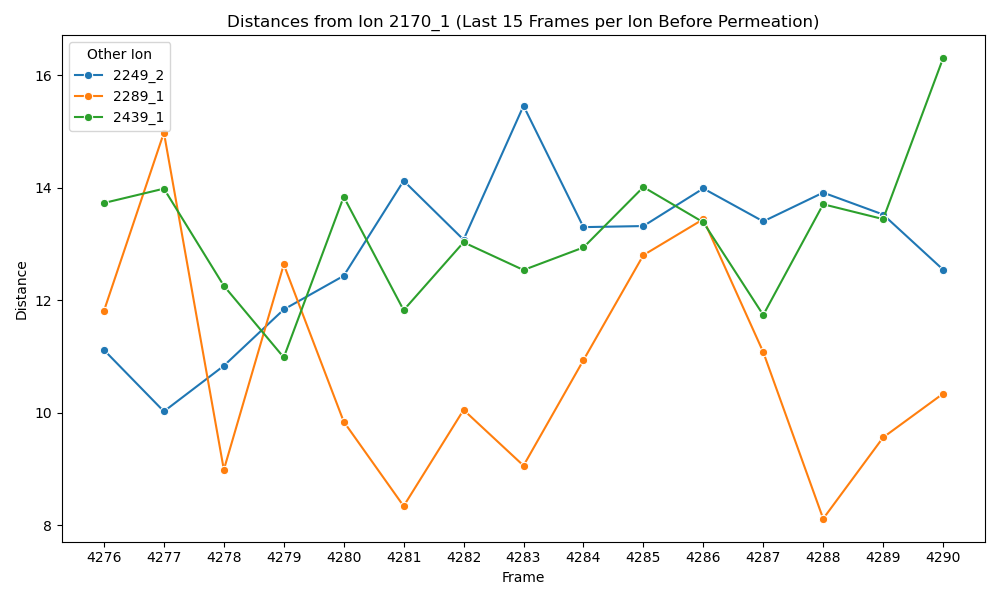 Distances from Ion 2170_1 (Last 15 Frames per Ion Before Permeation)
Other Ion
2249_2
2289_1
2439_1
16
14
12
10
8
Distance
4276 4277 4278 4279 4280 4281 4282 4283 4284 4285 4286 4287 4288 4289 4290
Frame